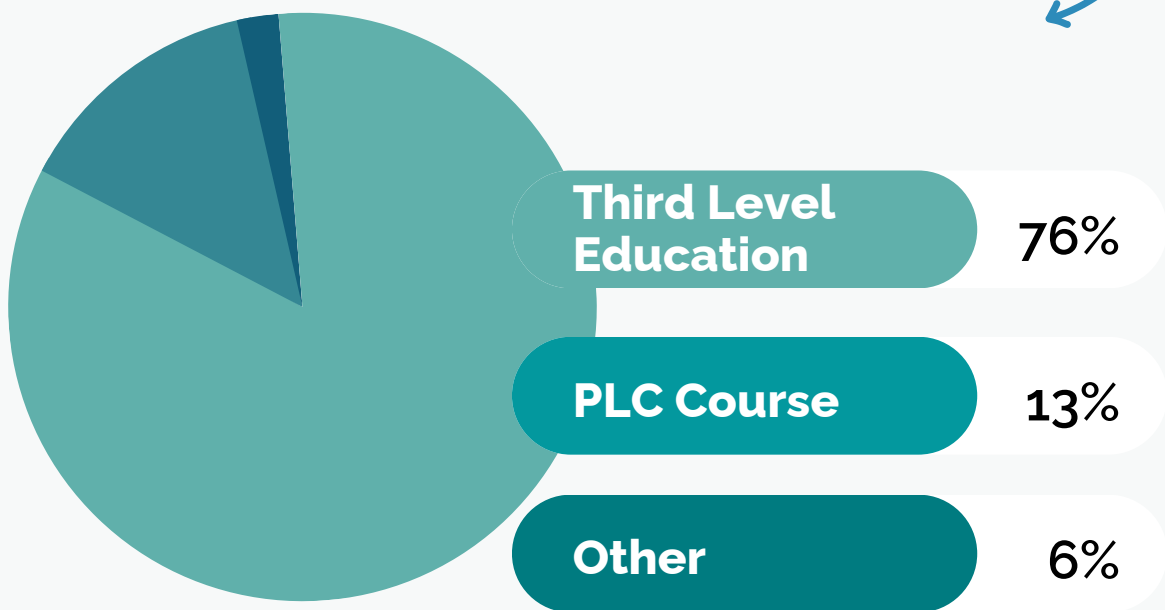 Third Level
Education
76%
PLC Course
13%
Other
6%